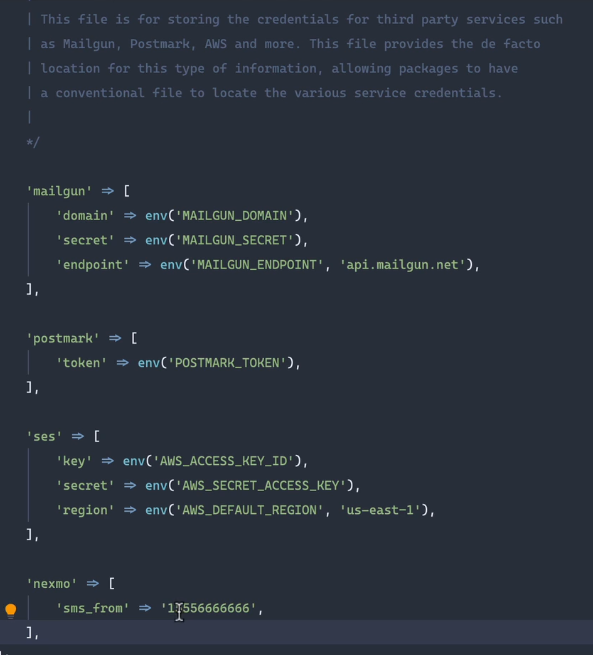 | This file is for storing the credentials for third party services such
| as Mailgun, Postmark, AWS and more. This file provides the de facto
| location for this type of information, allowing packages to have
| a conventional file to locate the various service credentials.
|
*/
'mailgun' => [
'domain' => env('MAILGUN_DOMAIN'),
'secret' => env('MAILGUN_SECRET'),
'endpoint' => env('MAILGUN_ENDPOINT', 'api.mailgun.net'),
],
'postmark' => [
'token' => env('POSTMARK_TOKEN'),
],
'ses' => [
'key' => env('AWS_ACCESS_KEY_ID'),
'secret' => env('AWS_SECRET_ACCESS_KEY'),
'region' => env('AWS_DEFAULT_REGION', 'us-east-1'),
],
'nexmo' => [
'sms_from' => '15556666666',
],